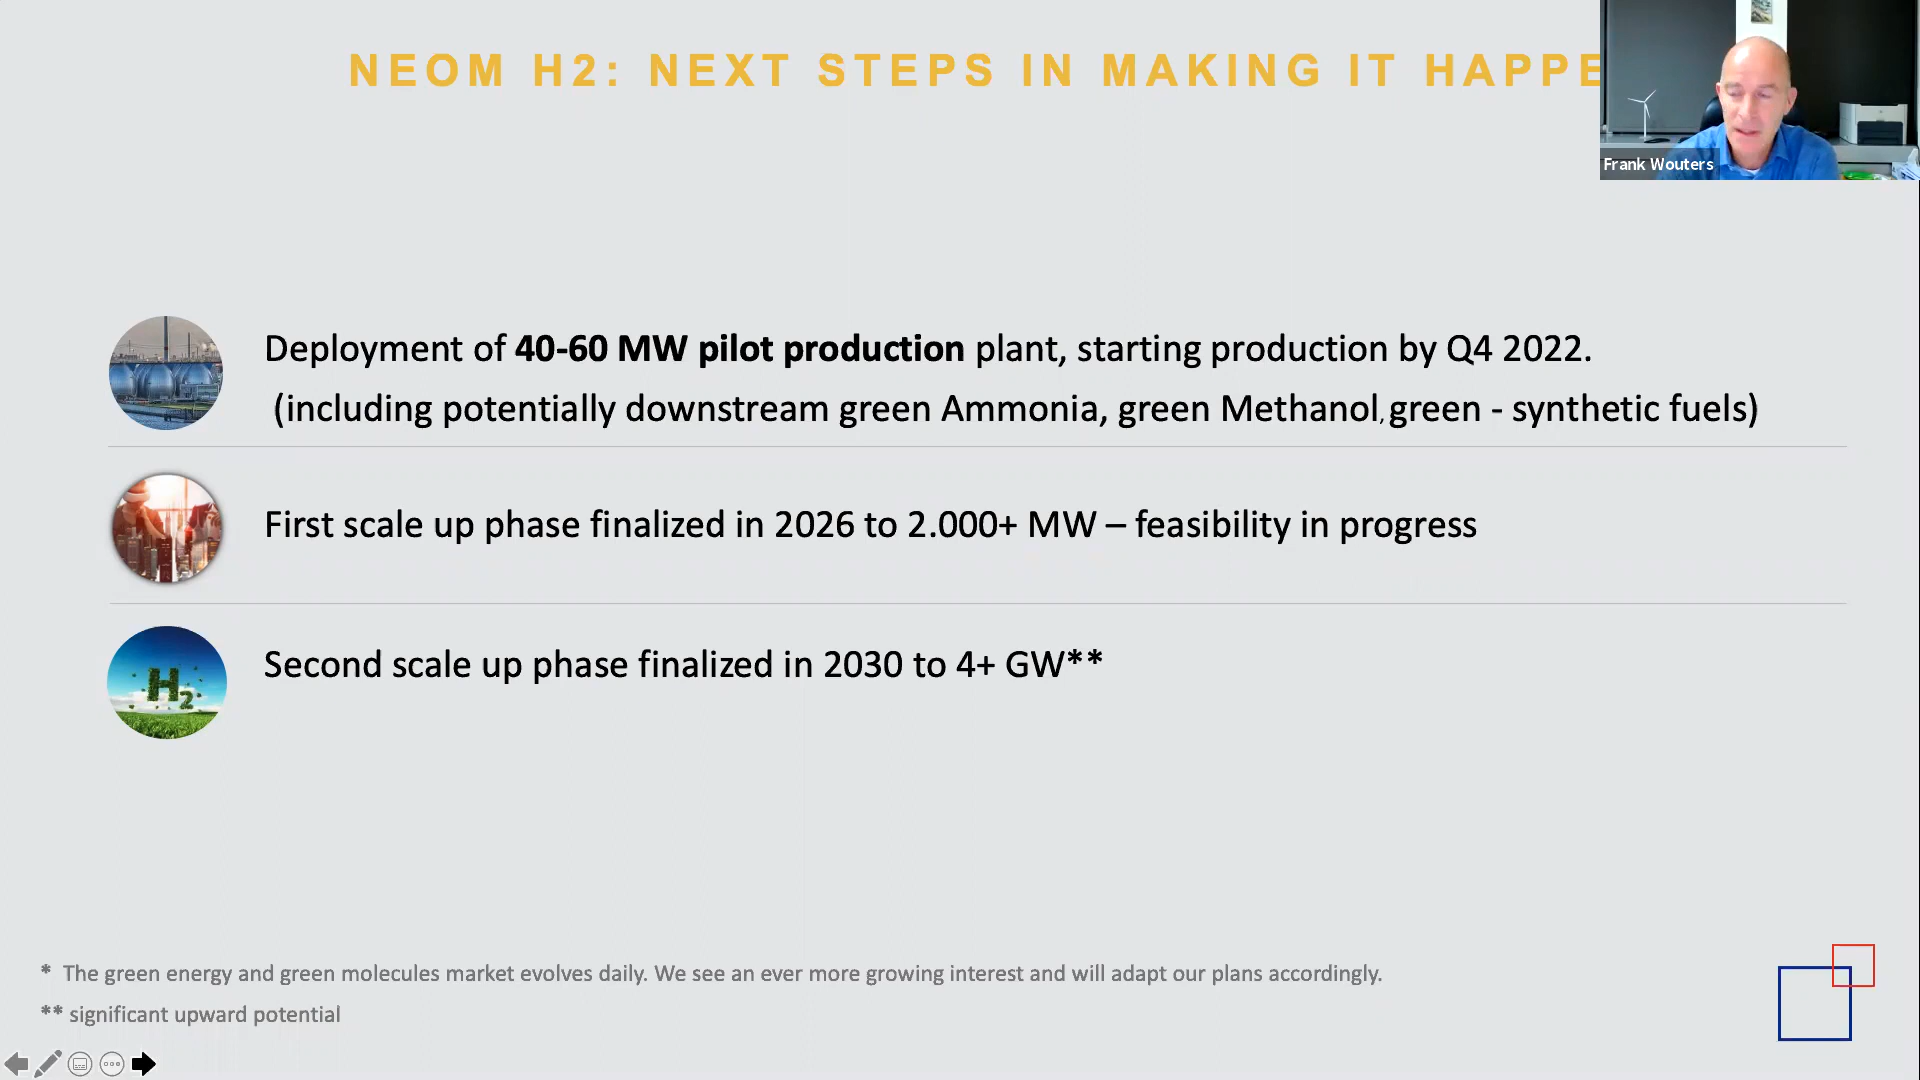 NEOM H2: NEXT STEPS IN MAKING IT HAPPE
Frank Wouters
Deployment of 40-60 MW pilot production plant, starting production by Q4 2022.
(including potentially downstream green Ammonia, green Methanol, green - synthetic fuels)
First scale up phase finalized in 2026 to 2.000+ MW – feasibility in progress
H2
Second scale up phase finalized in 2030 to 4+ GW**
* The green energy and green molecules market evolves daily. We see an ever more growing interest and will adapt our plans accordingly.
** significant upward potential